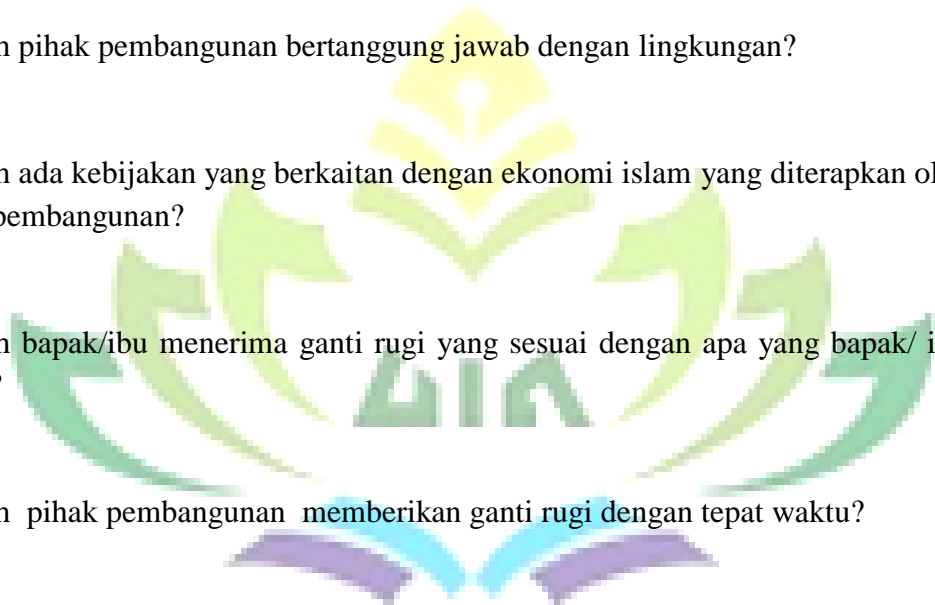 pihak pembangunan bertanggung jawab dengan lingkungan?
ada kebijakan yang berkaitan dengan ekonomi islam yang diterapkan
pembangunan?
bapak/ibu menerima ganti rugi yang sesuai dengan apa yang bapak/
?
pihak pembangunan memberikan ganti rugi dengan tepat waktu?